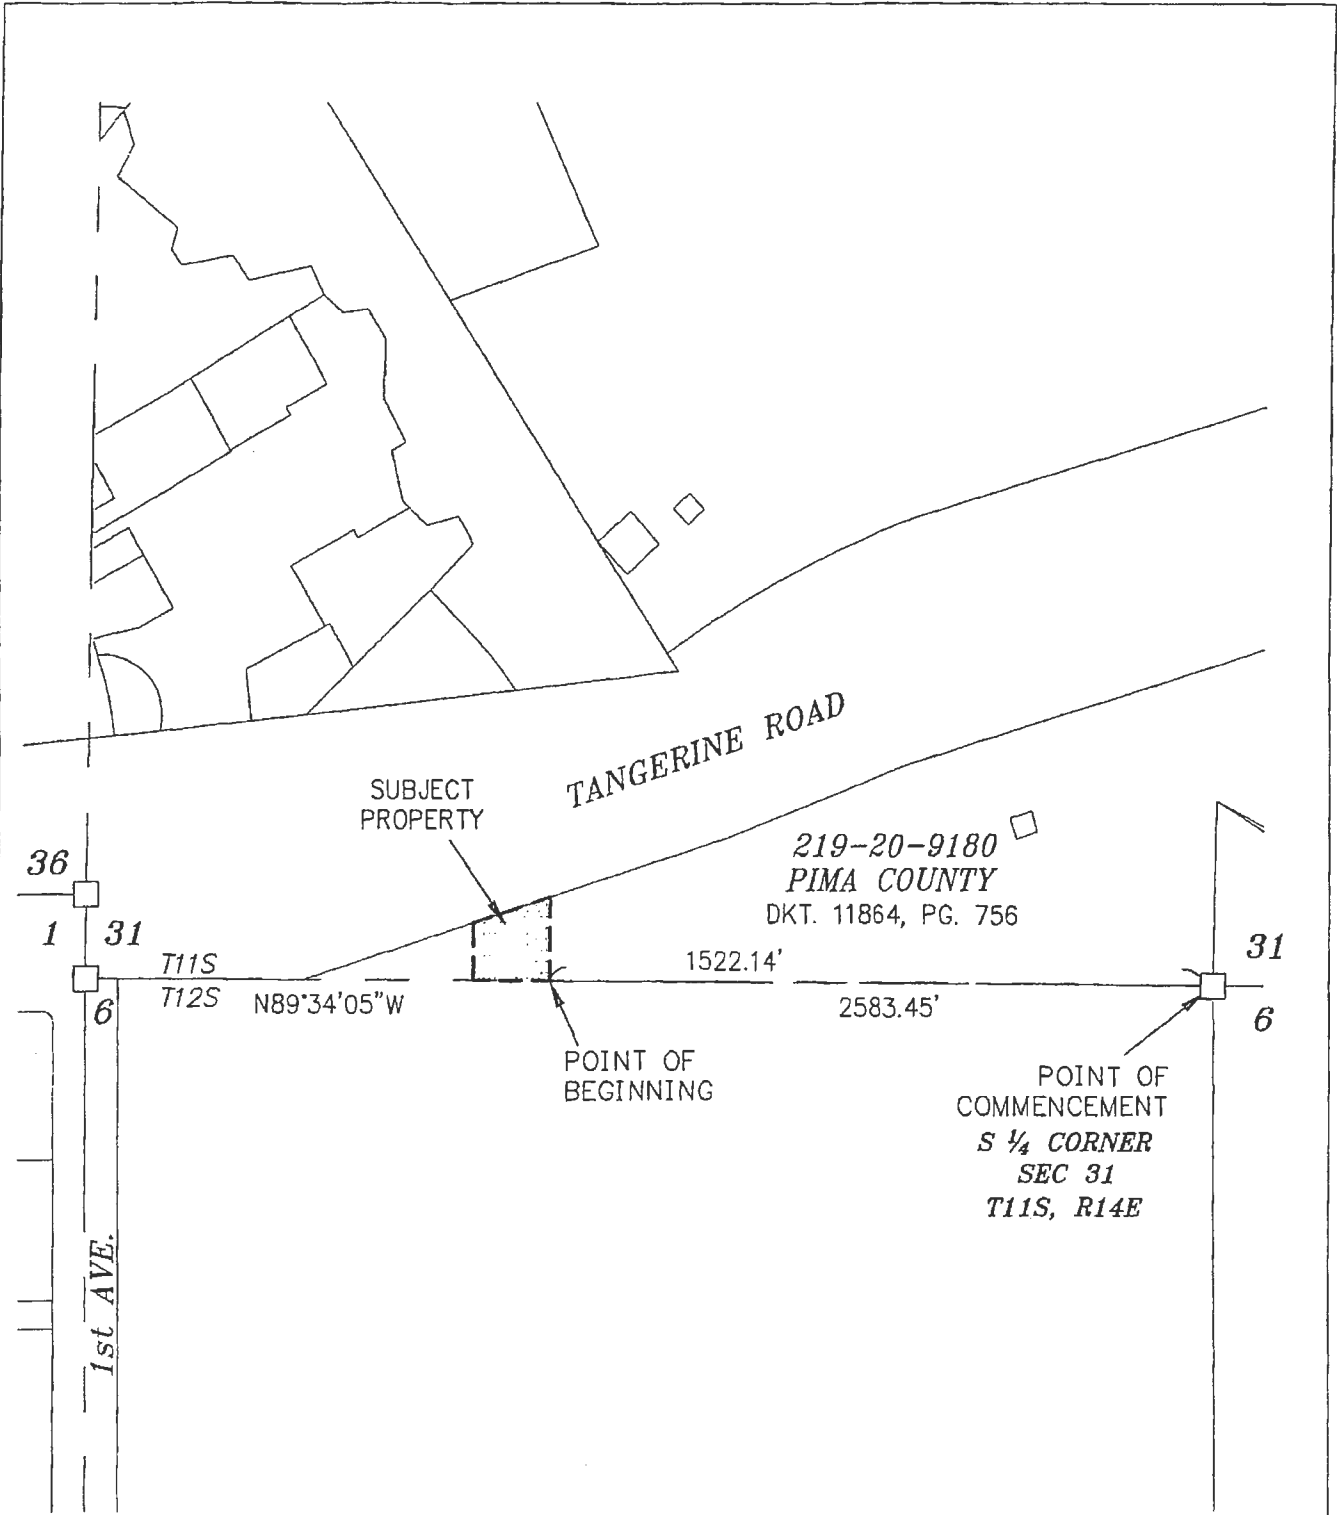 TANGERINE ROAD
SUBJECT
PROPERTY
219-20-9180
PIMA COUNTY
DKT. 11864, PG. 756
36
1
31
T11S
T12S
6
N89°34'05"W
1522.14'
2583.45'
31
6
POINT OF
BEGINNING
POINT OF
COMMENCEMENT
S ¼ CORNER
SEC 31
T11S, R14E
1st AVE.